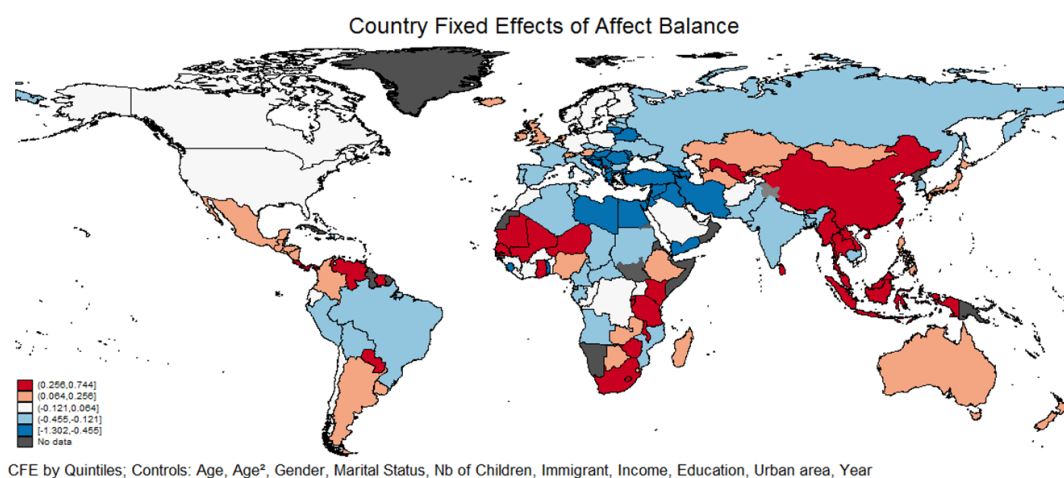 Country Fixed Effects of Affect Balance
(0.256,0.744]
(0.064,0.256]
(-0.121,0.064]
(-0.455,-0.121]
[-1.302,-0.455]
No data
CFE by Quintiles; Controls: Age, Age², Gender, Marital Status, Nb of Children, Immigrant, Income, Education, Urban area, Year